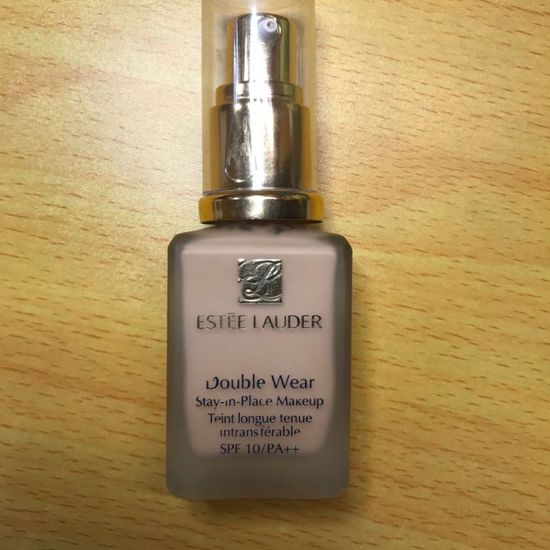 ESTĒE LAUDER
Double Wear
Stay-in-Place Makeup
Teint longue tenue
intransférable
SPF 10/PA++